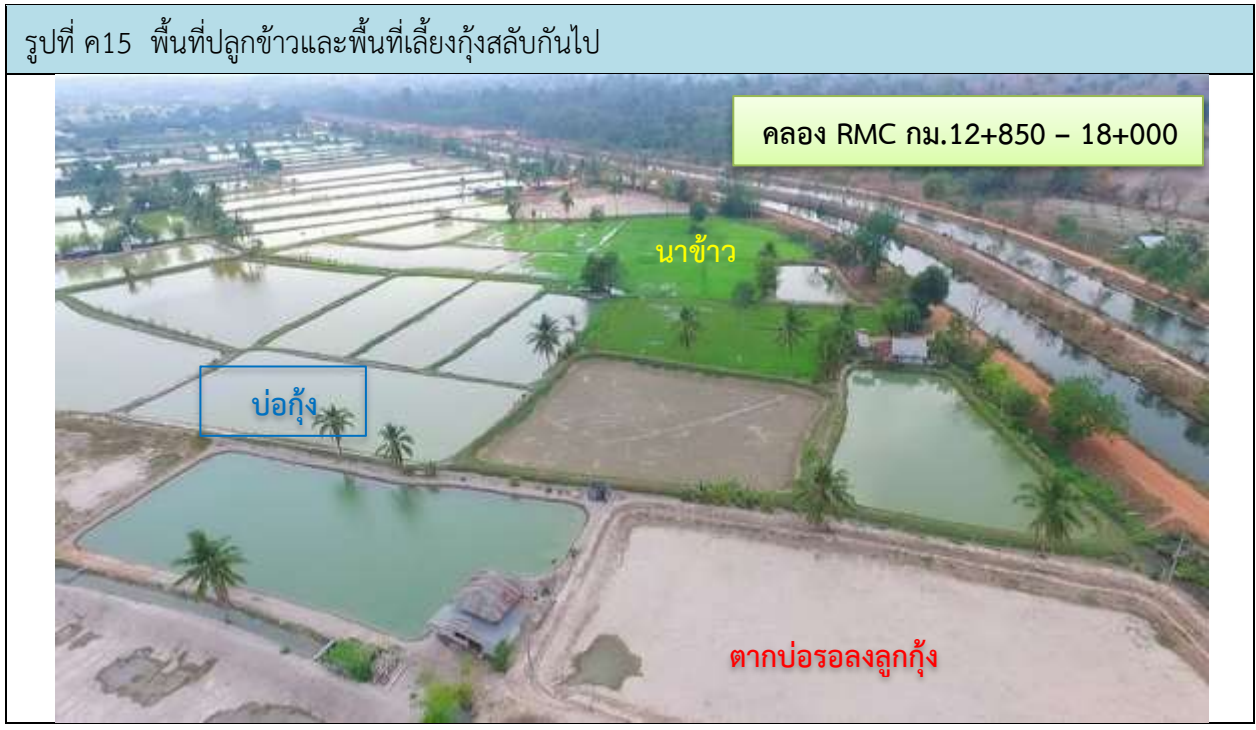 รูปที่ ค15 พื้นที่ปลูกข้าวและพื้นที่เลี้ยงกุ้งสลับกันไป
คลอง RMC กม.12+850 – 18+000
นาข้าว
บ่อกุ้ง
ตากบ่อรอลงลูกกุ้ง